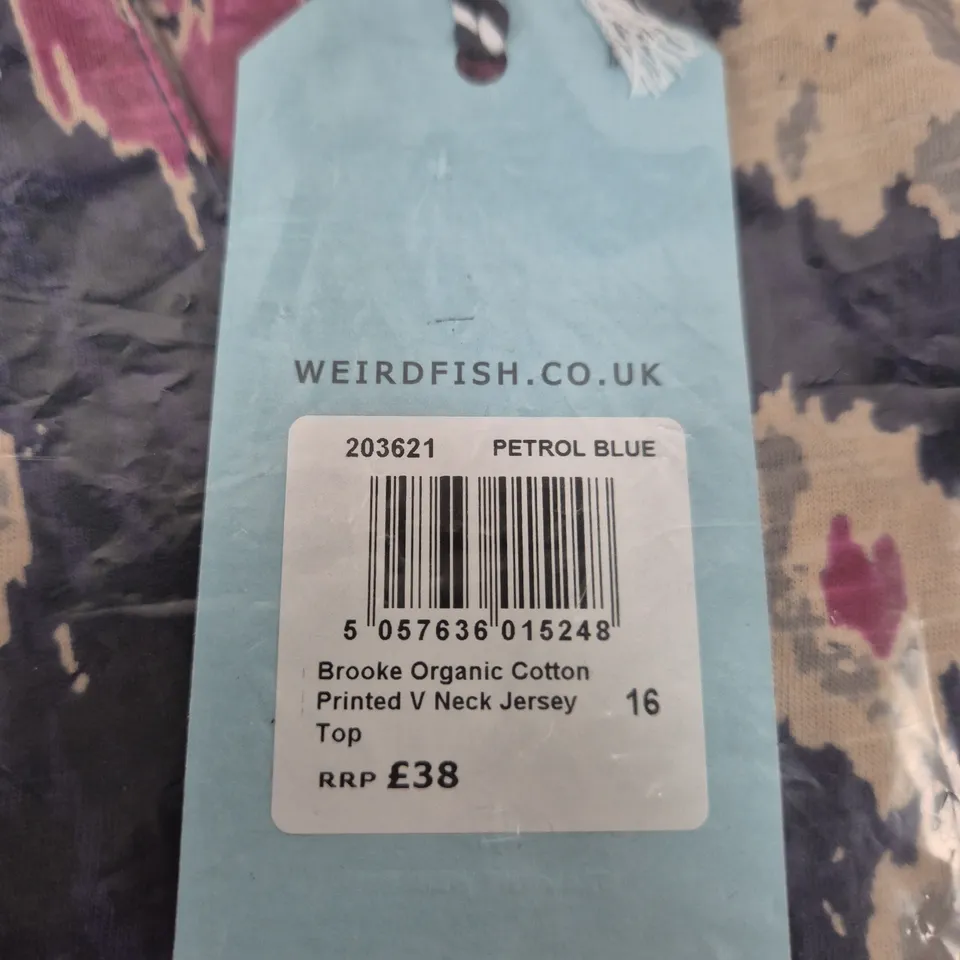 WEIRDFISH.CO.UK
203621 PETROL BLUE
5 057636 015248
Brooke Organic Cotton
Printed V Neck Jersey 16
Top
RRP £38